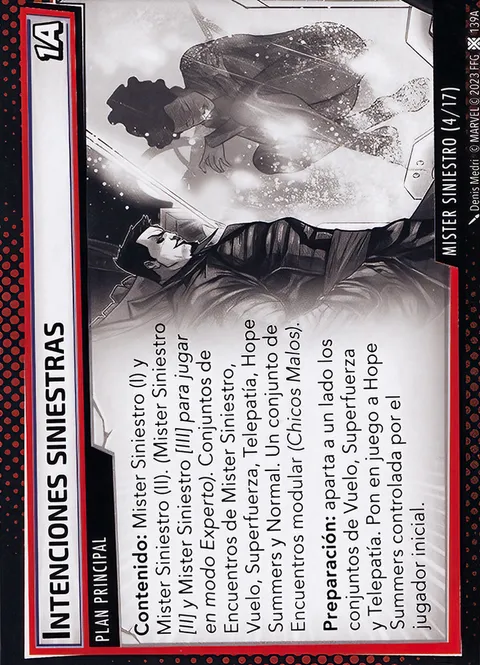 INTENCIONES SINIESTRAS
1A
PLAN PRINCIPAL
Contenido: Mister Siniestro (I) y
Mister Siniestro (II). (Mister Siniestro
[II] y Mister Siniestro [III] para jugar
en modo Experto). Conjuntos de
Encuentros de Mister Siniestro,
Vuelo, Superfuerza, Telepatía, Hope
Summers y Normal. Un conjunto de
Encuentros modular (Chicos Malos).
Preparación: aparta a un lado los
conjuntos de Vuelo, Superfuerza
y Telepatía. Pon en juego a Hope
Summers controlada por el
jugador inicial.
MISTER SINIESTRO (4/17)
Denis Medri © MARVEL © 2023 FFG 139A